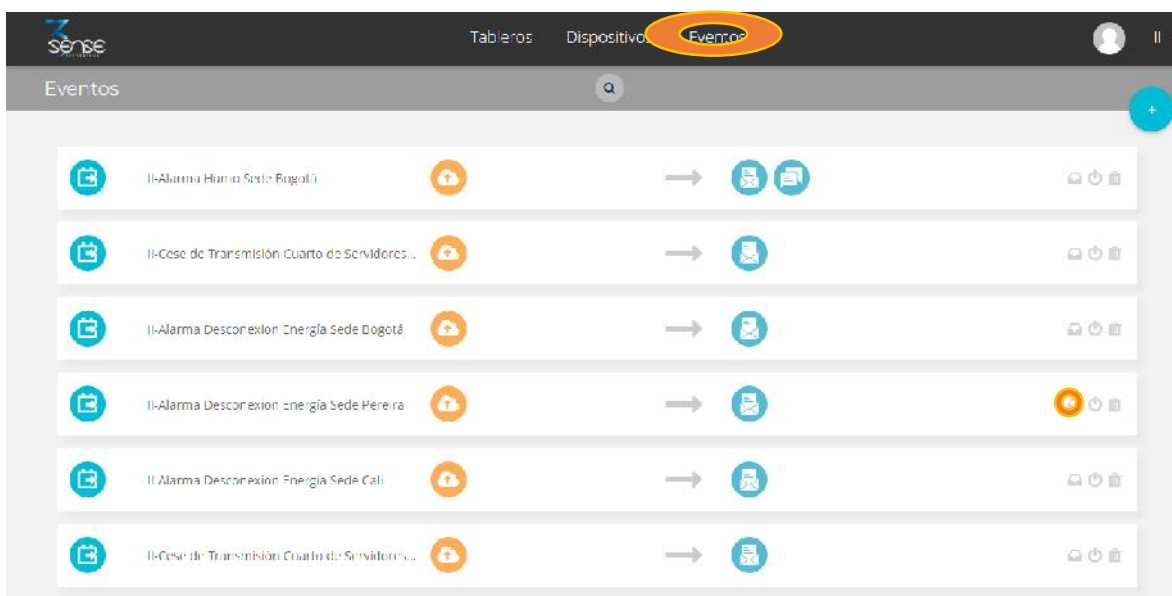 sense
Tableros Dispositivos Eventos
II
Eventos
+
II-Alarma Humo Sede Bogotá
II-Cese de Transmisión Cuarto de Servidores...
II-Alarma Desconexion Energía Sede Bogotá
II-Alarma Desconexion Energía Sede Pereira
II-Alarma Desconexion Energia Sede Cali
II-Cese de Transmisión Cuarto de Servidores...